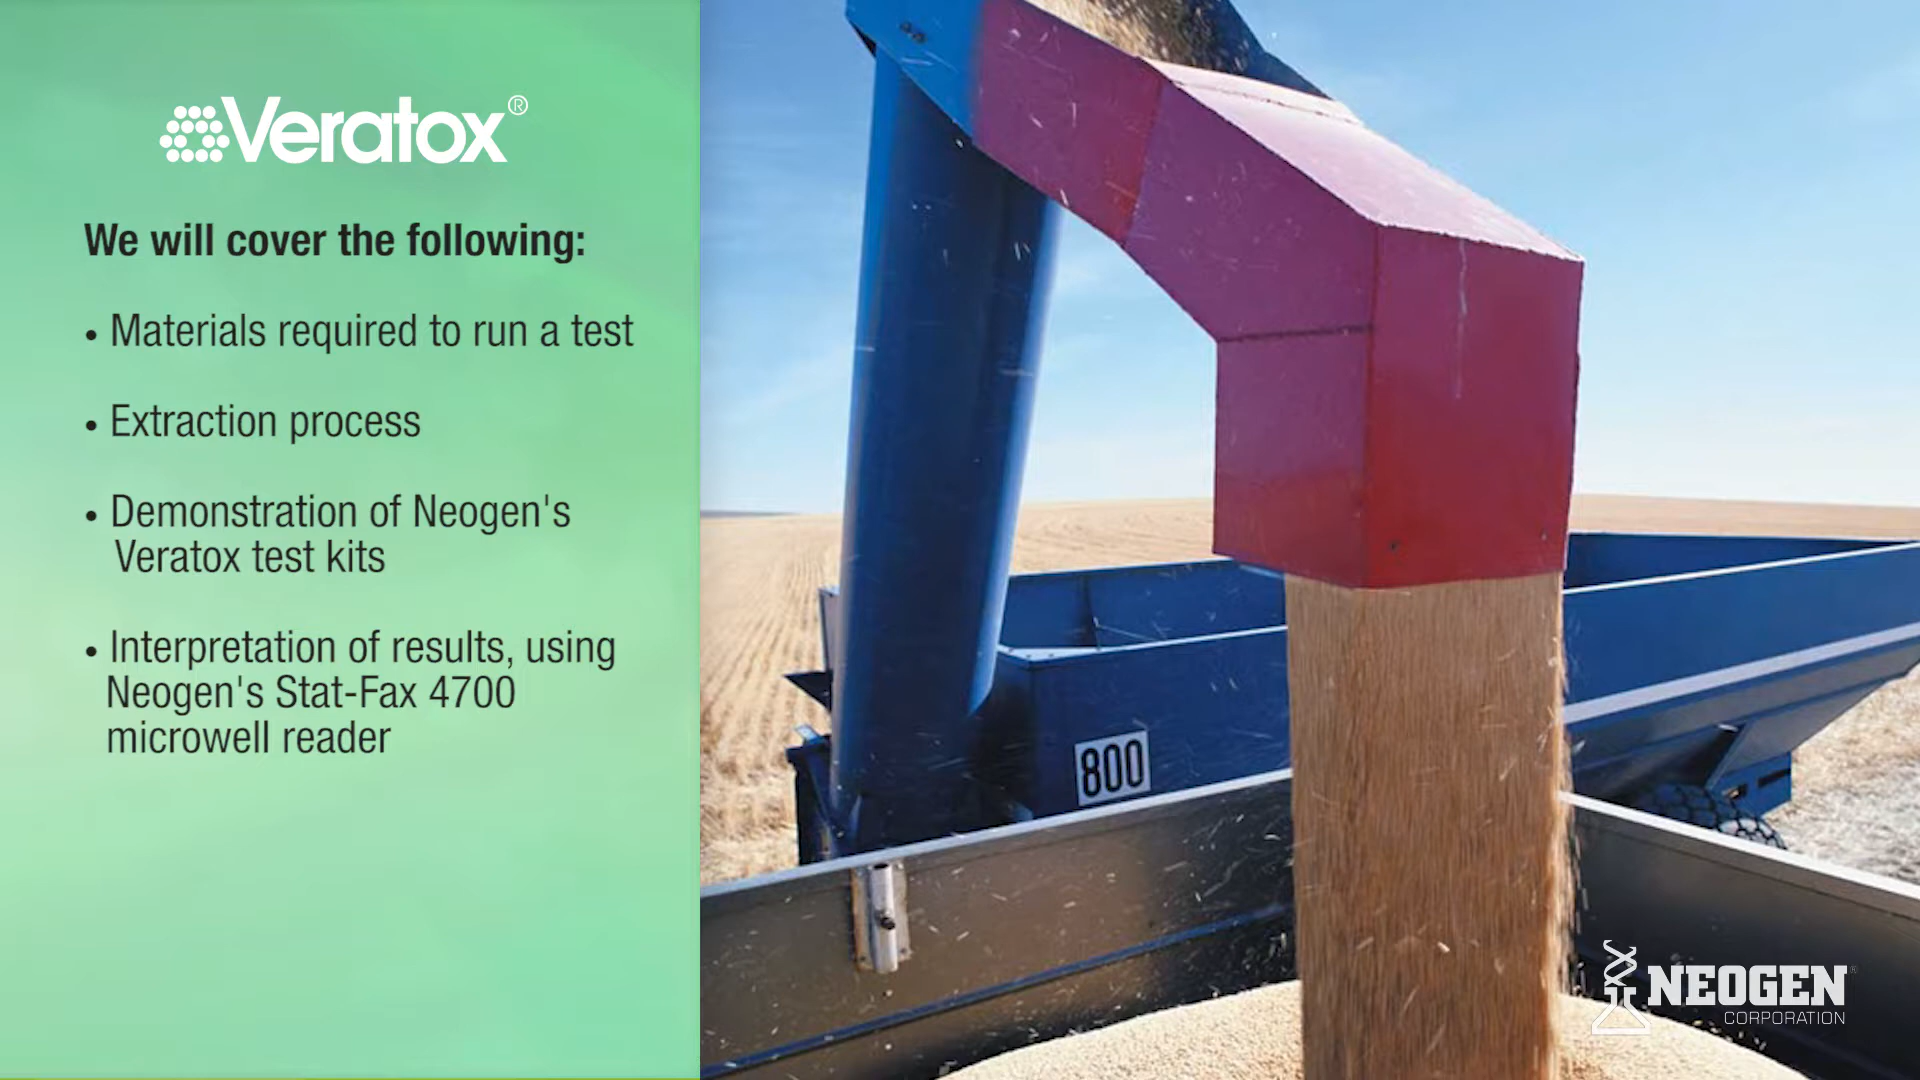 Veratox®
We will cover the following:
• Materials required to run a test
• Extraction process
• Demonstration of Neogen's
Veratox test kits
• Interpretation of results, using
Neogen's Stat-Fax 4700
microwell reader
800
NEOGEN®
CORPORATION